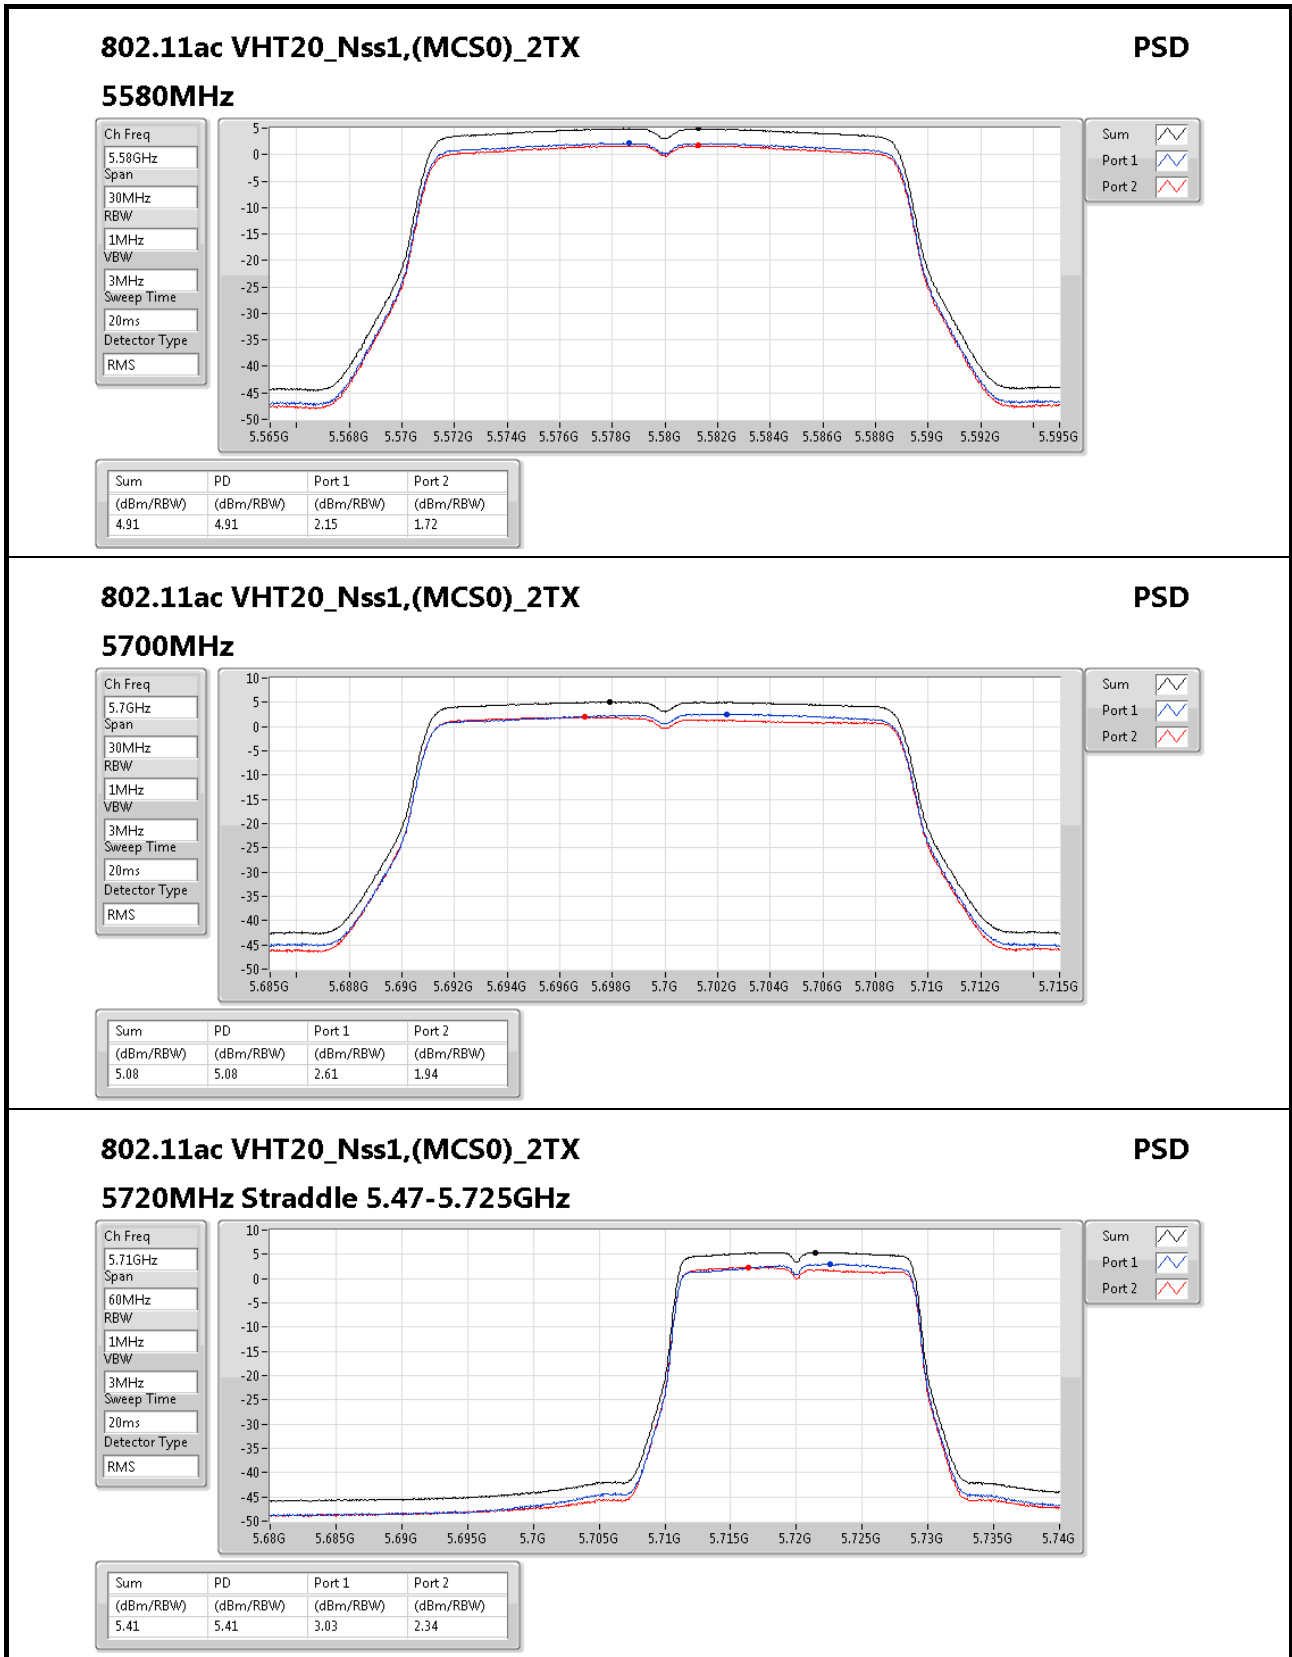 802.11ac VHT20_Nss1,(MCS0)_2TX PSD
5580MHz
Ch Freq
5.58GHz
Span
30MHz
RBW
1MHz
VBW
3MHz
Sweep Time
20ms
Detector Type
RMS
5
0
-5
-10
-15
-20
-25
-30
-35
-40
-45
-50
5.565G 5.568G 5.57G 5.572G 5.574G 5.576G 5.578G 5.58G 5.582G 5.584G 5.586G 5.588G 5.59G 5.592G 5.595G
Sum
Port 1
Port 2
Sum PD Port 1 Port 2
(dBm/RBW) (dBm/RBW) (dBm/RBW) (dBm/RBW)
4.91 4.91 2.15 1.72
802.11ac VHT20_Nss1,(MCS0)_2TX PSD
5700MHz
Ch Freq
5.7GHz
Span
30MHz
RBW
1MHz
VBW
3MHz
Sweep Time
20ms
Detector Type
RMS
10
5
0
-5
-10
-15
-20
-25
-30
-35
-40
-45
-50
5.685G 5.688G 5.69G 5.692G 5.694G 5.696G 5.698G 5.7G 5.702G 5.704G 5.706G 5.708G 5.71G 5.712G 5.715G
Sum
Port 1
Port 2
Sum PD Port 1 Port 2
(dBm/RBW) (dBm/RBW) (dBm/RBW) (dBm/RBW)
5.08 5.08 2.61 1.94
802.11ac VHT20_Nss1,(MCS0)_2TX PSD
5720MHz Straddle 5.47-5.725GHz
Ch Freq
5.71GHz
Span
60MHz
RBW
1MHz
VBW
3MHz
Sweep Time
20ms
Detector Type
RMS
10
5
0
-5
-10
-15
-20
-25
-30
-35
-40
-45
-50
5.68G 5.685G 5.69G 5.695G 5.7G 5.705G 5.71G 5.715G 5.72G 5.725G 5.73G 5.735G 5.74G
Sum
Port 1
Port 2
Sum PD Port 1 Port 2
(dBm/RBW) (dBm/RBW) (dBm/RBW) (dBm/RBW)
5.41 5.41 3.03 2.34